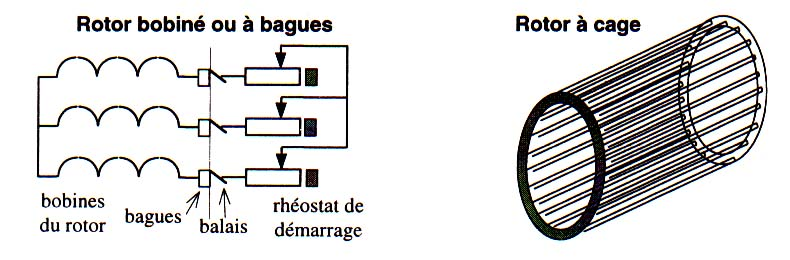 Rotor bobiné ou à bagues
Rotor à cage
bobines
du rotor
bagues
balais
rhéostat de
démarrage